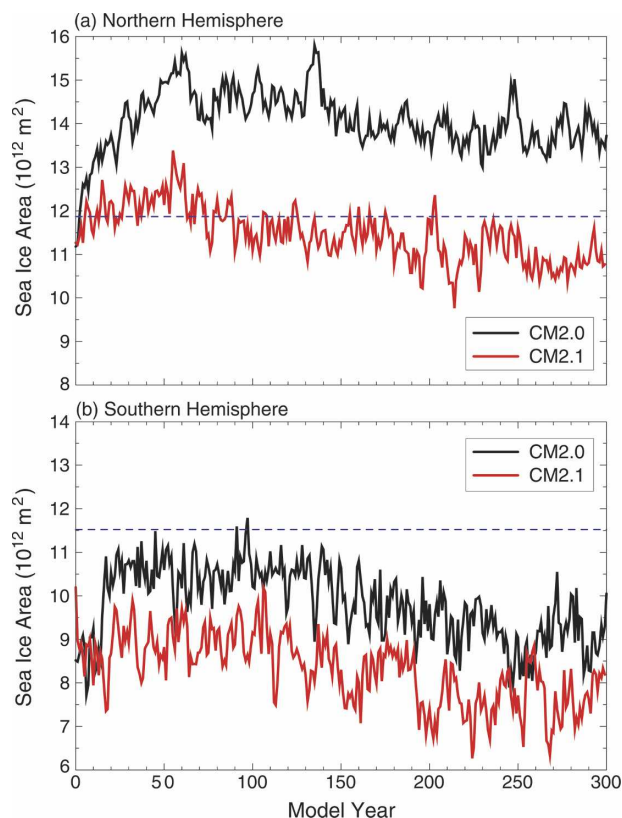 (a) Northern Hemisphere
16
15
14
13
12
11
10
9
8
Sea Ice Area (10¹² m²)
CM2.0
CM2.1
(b) Southern Hemisphere
14
13
12
11
10
9
8
7
6
Sea Ice Area (10¹² m²)
CM2.0
CM2.1
0 50 100 150 200 250 300
Model Year